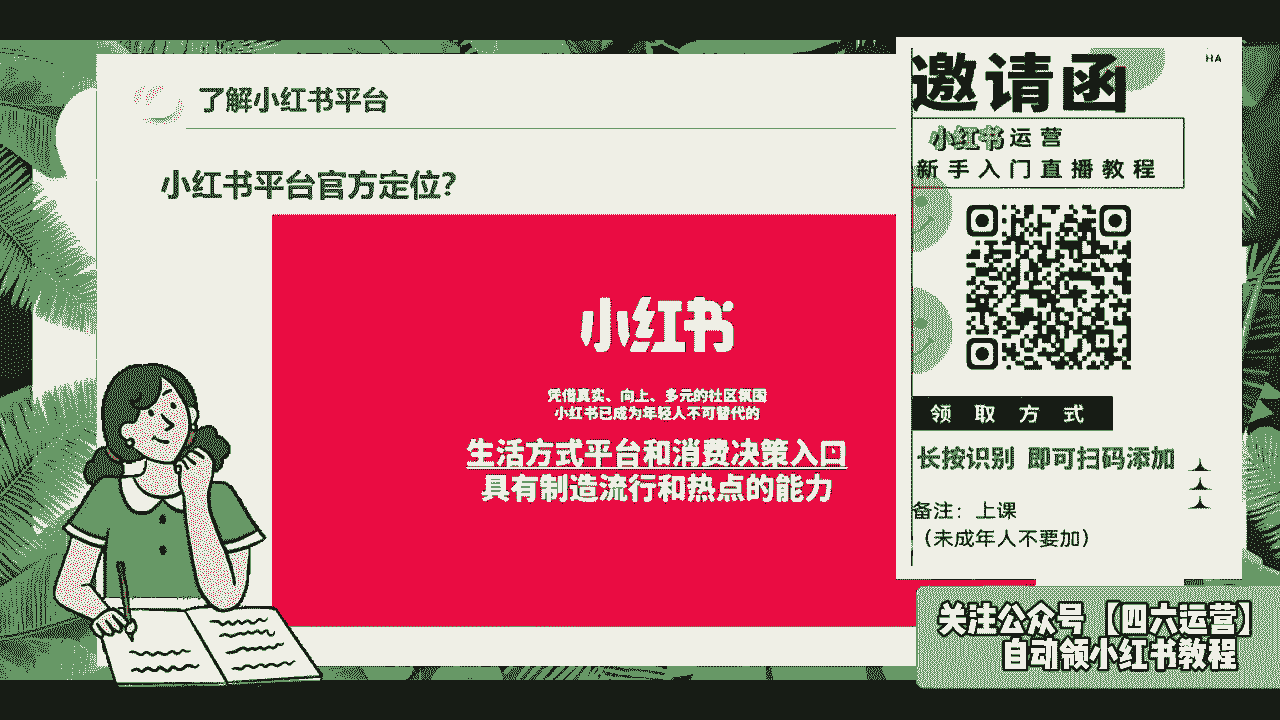 了解小红书平台
小红书平台官方定位？
小红书
凭借真实、向上、多元的社区氛围
小红书已成为年轻人不可替代的
生活方式平台和消费决策入口
具有制造流行和热点的能力
HA
邀请函
小红书运营
新手入门直播教程
领取方式
长按识别 即可扫码添加
备注：上课
（未成年人不要加）
关注公众号【四六运营】
自动领小红书教程